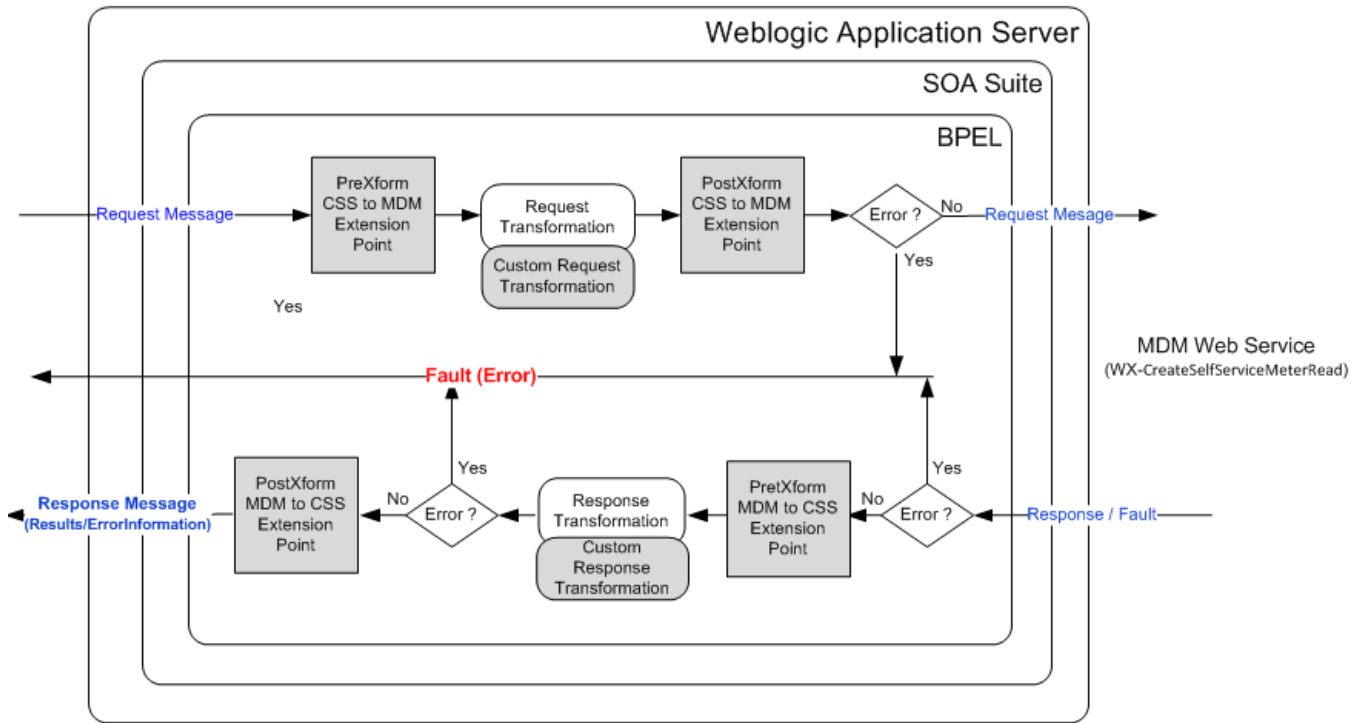 Weblogic Application Server
SOA Suite
BPEL
Request Message
PreXform
CSS to MDM
Extension
Point
Request
Transformation
Custom Request
Transformation
PostXform
CSS to MDM
Extension
Point
Error ?
No
Request Mesage
Yes
Yes
MDM Web Service
(WX-CreateSelfServiceMeterRead)
Fault (Error)
Response Message
(Results/ErrorInformation)
PostXform
MDM to CSS
Extension
Point
No
Error ?
Yes
Response
Transformation
Custom
Response
Transformation
PretXform
MDM to CSS
Extension
Point
No
Error ?
Yes
Response / Fault